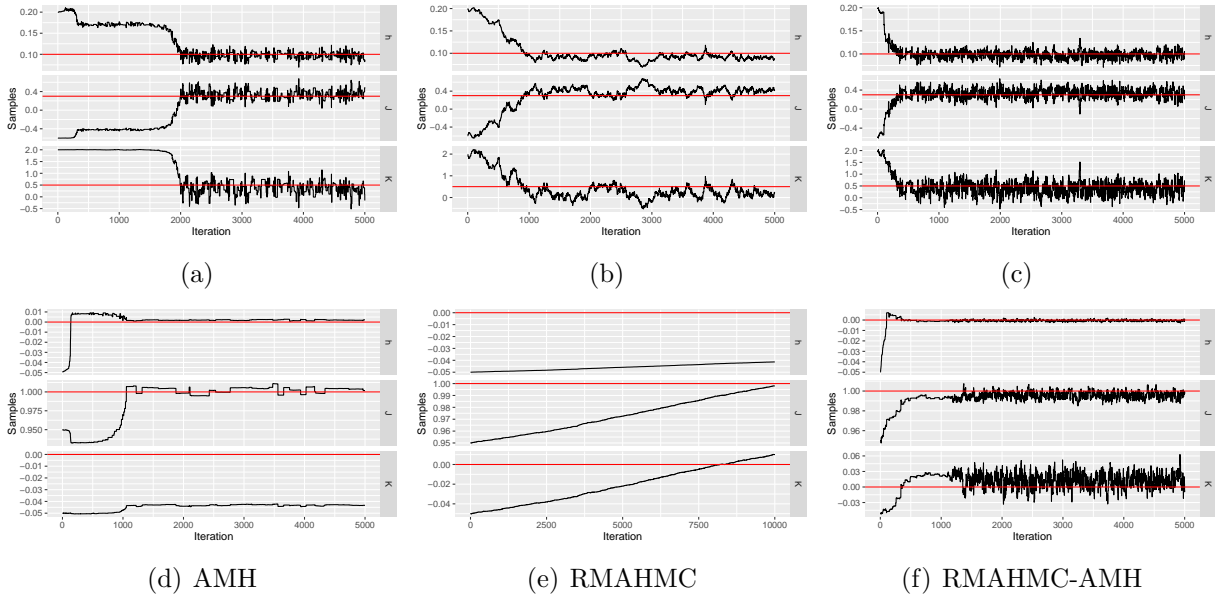 0.20
0.15
0.10
h
0.4
0.0
−0.4
J
2.0
1.5
1.0
0.5
0.0
−0.5
K
Samples
0 1000 2000 3000 4000 5000
Iteration
(a)
0.20
0.15
0.10
h
0.4
0.0
−0.4
J
2
1
0
K
Samples
0 1000 2000 3000 4000 5000
Iteration
(b)
0.20
0.15
0.10
h
0.4
0.0
−0.4
J
2.0
1.5
1.0
0.5
0.0
−0.5
K
Samples
0 1000 2000 3000 4000 5000
Iteration
(c)
0.01
0.00
−0.01
−0.02
−0.03
−0.04
−0.05
h
1.000
0.975
0.950
J
0.00
−0.01
−0.02
−0.03
−0.04
−0.05
K
Samples
0 1000 2000 3000 4000 5000
Iteration
(d) AMH
0.00
−0.01
−0.02
−0.03
−0.04
−0.05
h
1.00
0.99
0.98
0.97
0.96
0.95
J
0.00
−0.02
−0.04
K
Samples
0 2500 5000 7500 10000
Iteration
(e) RMAHMC
0.00
−0.01
−0.02
−0.03
−0.04
−0.05
h
1.00
0.98
0.96
J
0.06
0.03
0.00
−0.03
K
Samples
0 1000 2000 3000 4000 5000
Iteration
(f) RMAHMC-AMH